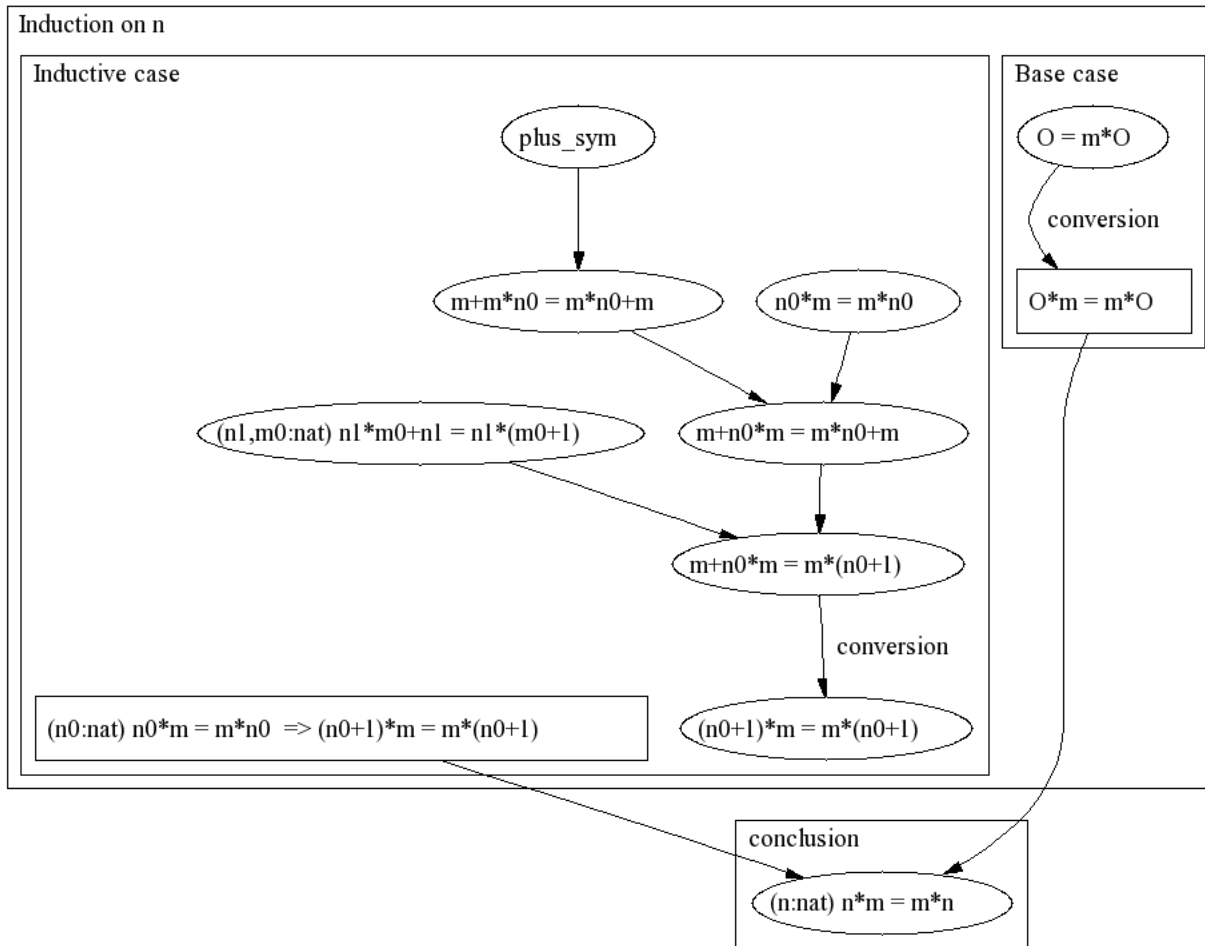 Induction on n
Inductive case
Base case
plus_sym
O = m*O
conversion
m+m*n0 = m*n0+m
n0*m = m*n0
O*m = m*O
(n1,m0:nat) n1*m0+n1 = n1*(m0+1)
m+n0*m = m*n0+m
m+n0*m = m*(n0+1)
conversion
(n0:nat) n0*m = m*n0 => (n0+1)*m = m*(n0+1)
(n0+1)*m = m*(n0+1)
conclusion
(n:nat) n*m = m*n